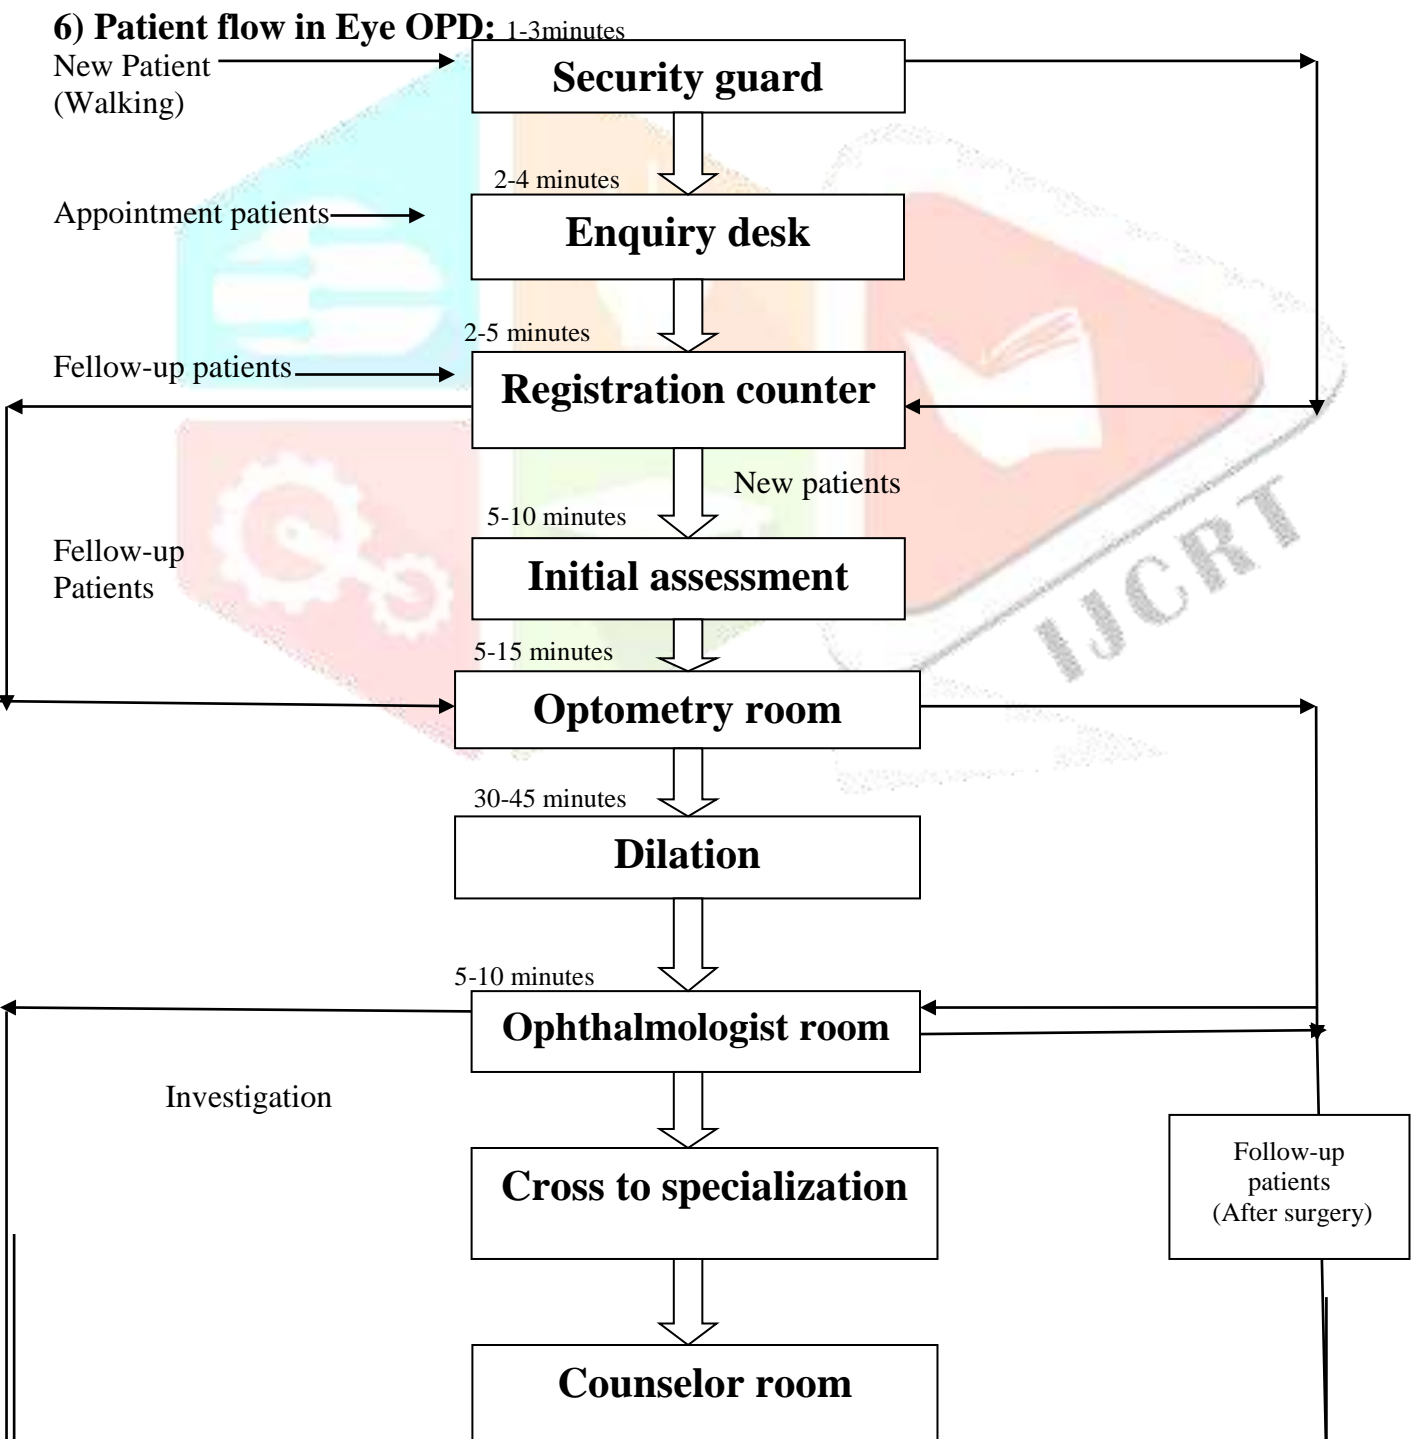 6) Patient flow in Eye OPD: 1-3minutes
New Patient
(Walking)
Security guard
2-4 minutes
Appointment patients
Enquiry desk
2-5 minutes
Fellow-up patients
Registration counter
New patients
5-10 minutes
Fellow-up
Patients
Initial assessment
5-15 minutes
Optometry room
30-45 minutes
Dilation
5-10 minutes
Ophthalmologist room
Investigation
Cross to specialization
Follow-up
patients
(After surgery)
Counselor room
IJCRT